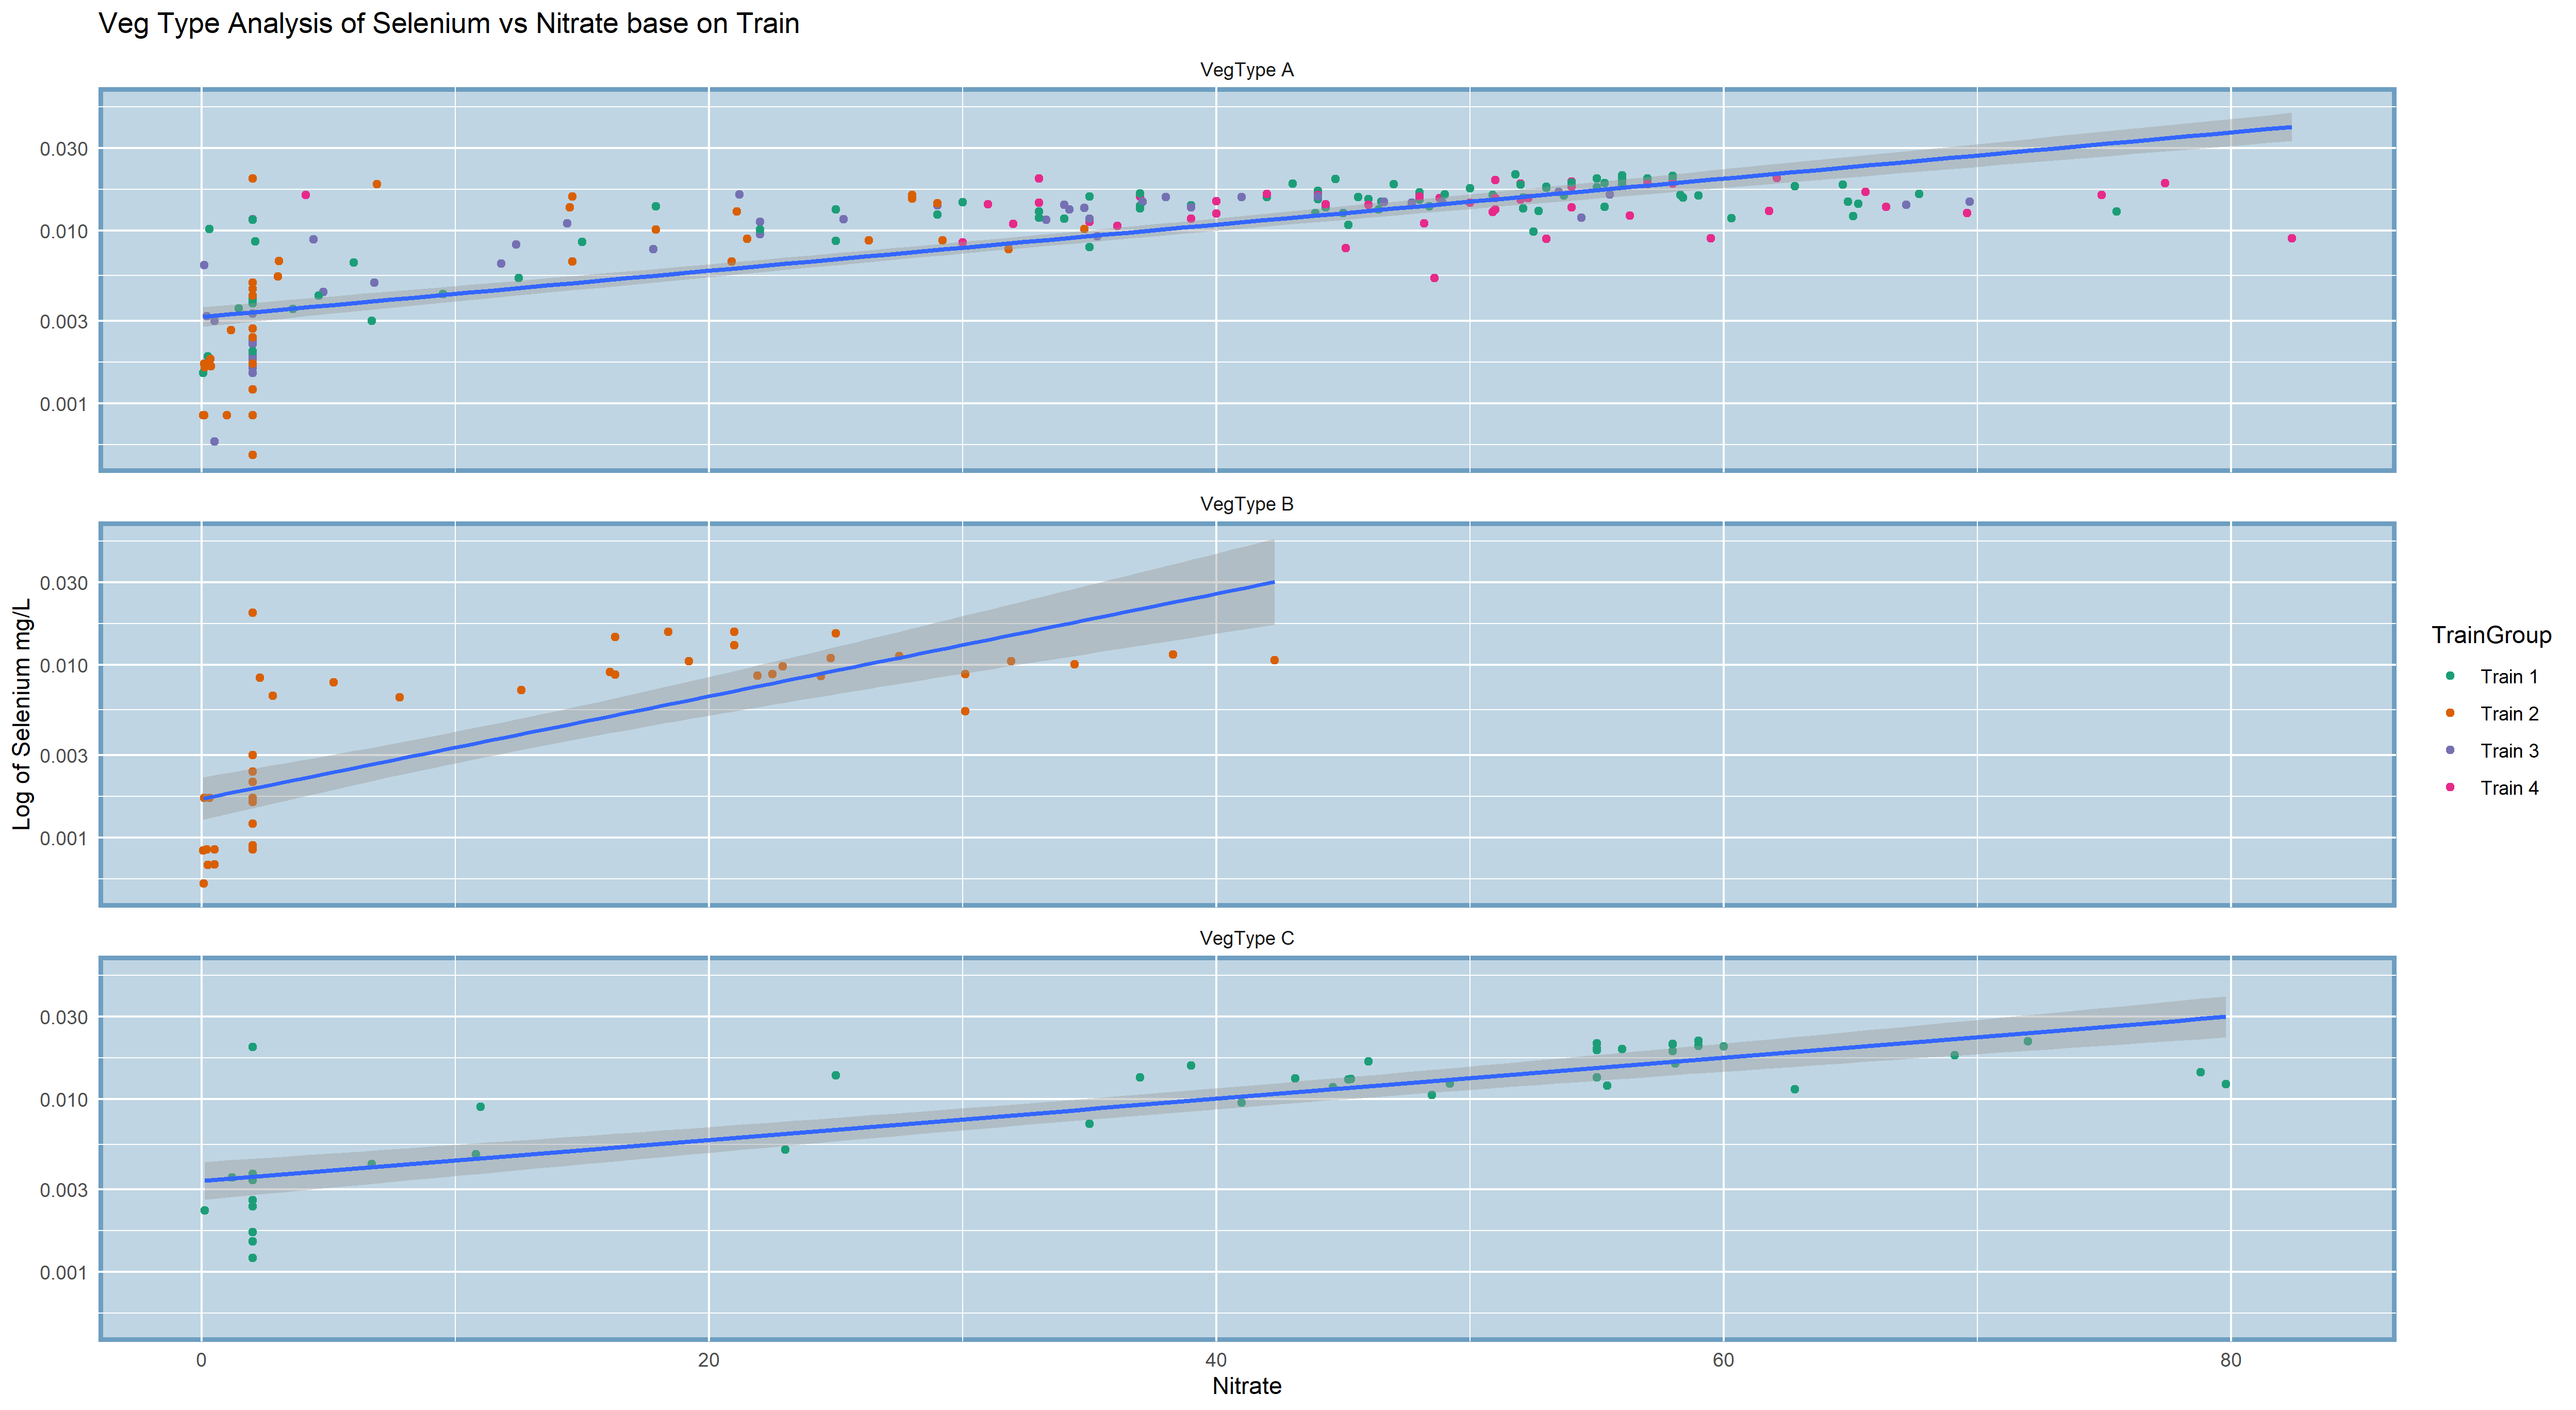 Veg Type Analysis of Selenium vs Nitrate base on Train
VegType A
0.030
0.010
0.003
0.001
VegType B
0.030
0.010
0.003
0.001
VegType C
0.030
0.010
0.003
0.001
0 20 40 60 80
Nitrate
Log of Selenium mg/L
TrainGroup
Train 1
Train 2
Train 3
Train 4